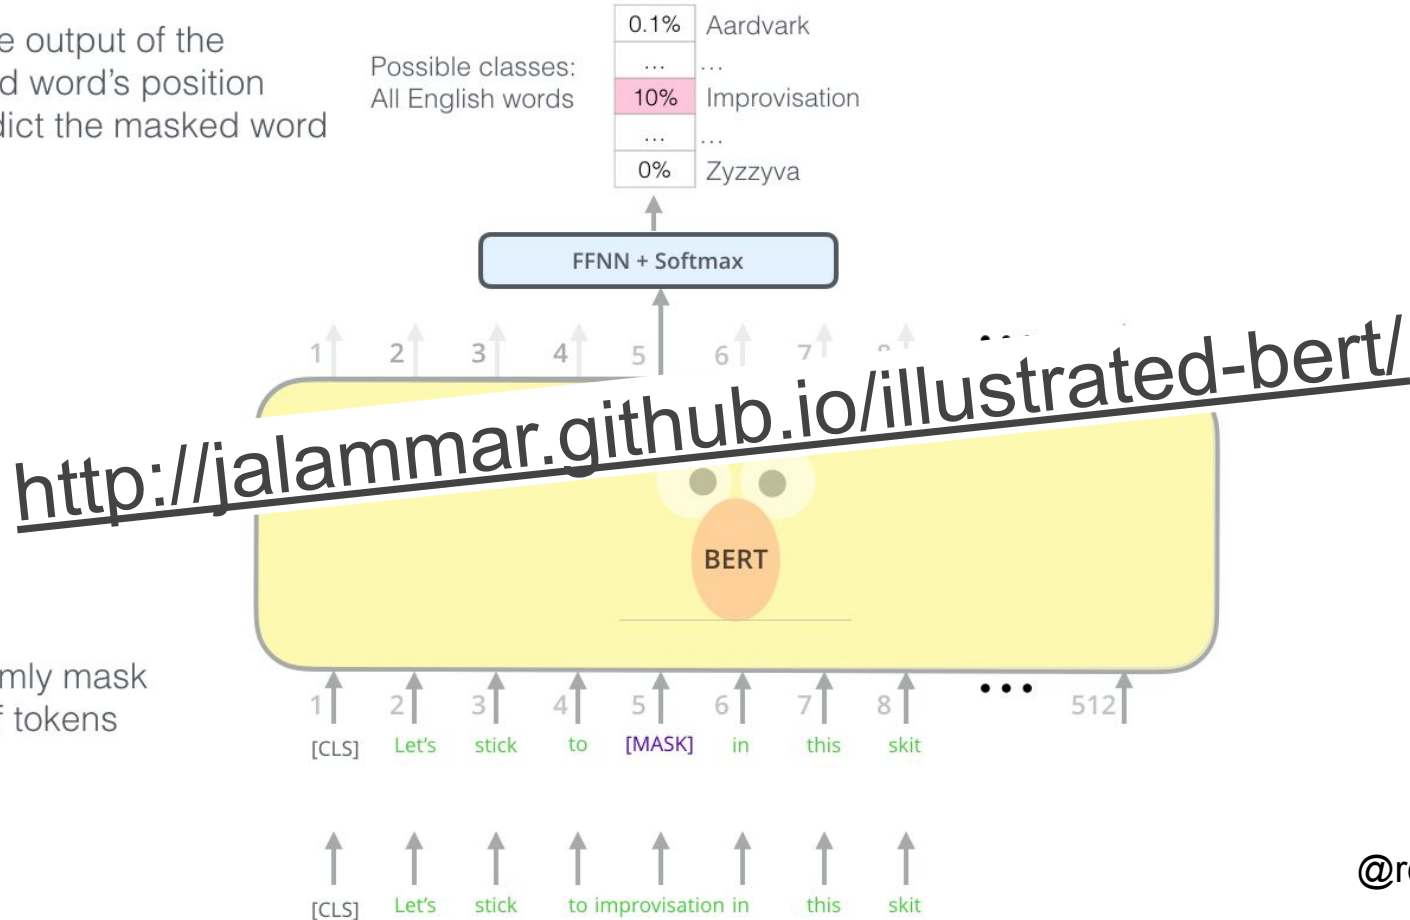 e output of the
d word's position
dict the masked word
Possible classes:
All English words
0.1% Aardvark
... ...
10% Improvisation
... ...
0% Zyzzyva
FFNN + Softmax
1 2 3 4 5 6 7 8 ...
http://jalammar.github.io/illustrated-bert/
BERT
mly mask
f tokens
1 2 3 4 5 6 7 8 ... 512
[CLS] Let's stick to [MASK] in this skit
[CLS] Let's stick to improvisation in this skit
@r